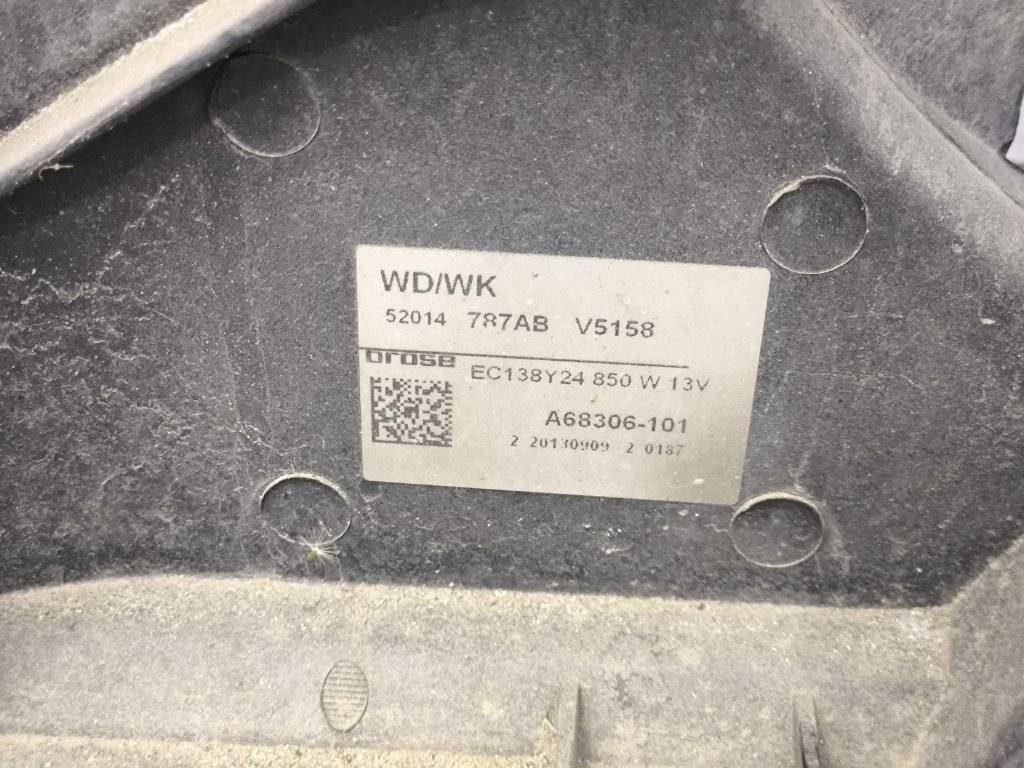 WD/WK
52014 787AB V5158
brose
EC138Y24 850 W 13V
A68306-101
2 20130909 2 0187